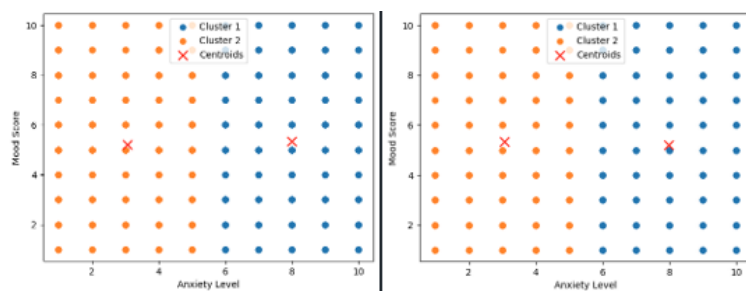 10
8
6
4
2
Mood Score
Cluster 1
Cluster 2
Centroids
2 4 6 8 10
Anxiety Level
10
8
6
4
2
Mood Score
Cluster 1
Cluster 2
Centroids
2 4 6 8 10
Anxiety Level